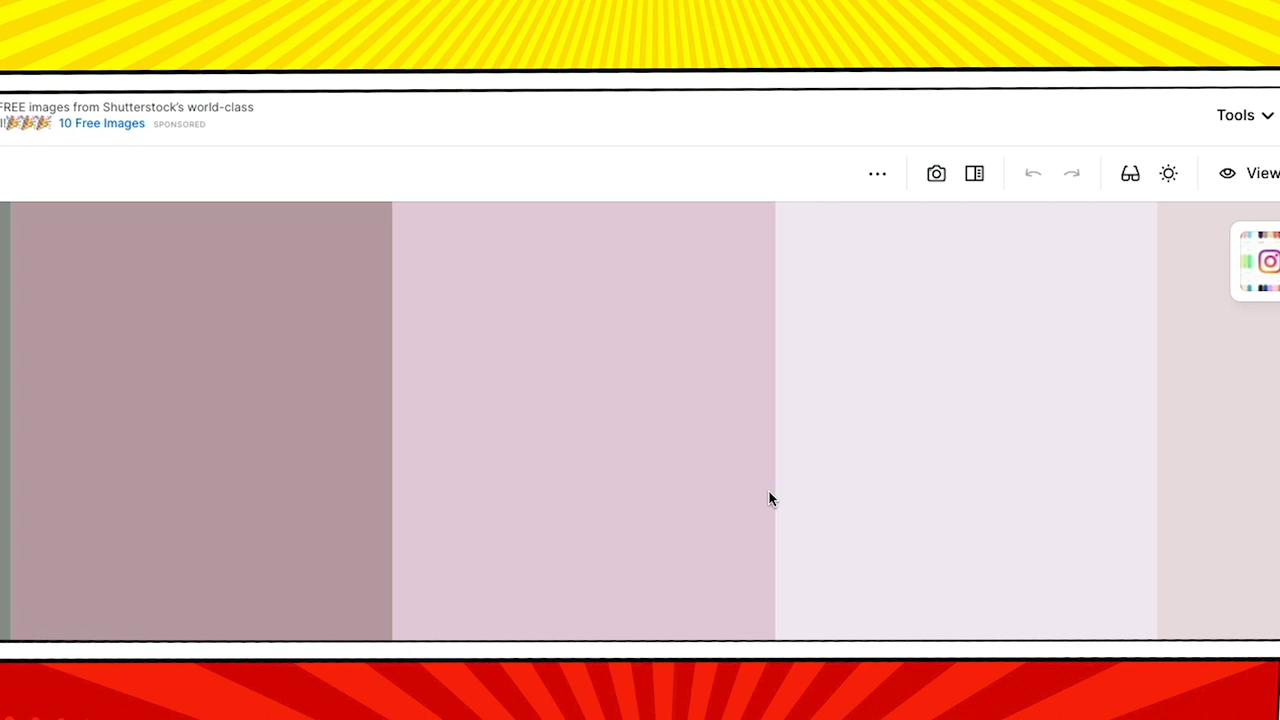 FREE images from Shutterstock's world-class
!🎉🎉🎉 10 Free Images SPONSORED
Tools
View